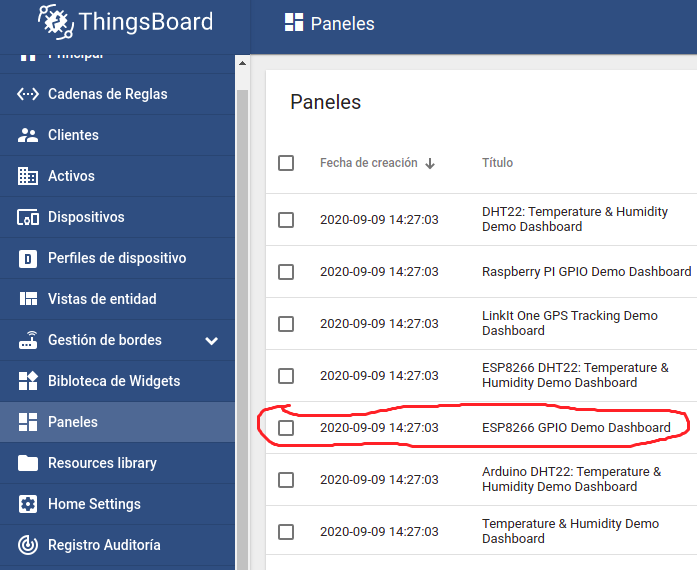 ThingsBoard
Paneles
Principal
Cadenas de Reglas
Clientes
Activos
Dispositivos
Perfiles de dispositivo
Vistas de entidad
Gestión de bordes
Bibloteca de Widgets
Paneles
Resources library
Home Settings
Registro Auditoría
Paneles
Fecha de creación
Título
2020-09-09 14:27:03
DHT22: Temperature & Humidity
Demo Dashboard
2020-09-09 14:27:03
Raspberry PI GPIO Demo Dashboard
2020-09-09 14:27:03
LinkIt One GPS Tracking Demo
Dashboard
2020-09-09 14:27:03
ESP8266 DHT22: Temperature &
Humidity Demo Dashboard
2020-09-09 14:27:03
ESP8266 GPIO Demo Dashboard
2020-09-09 14:27:03
Arduino DHT22: Temperature &
Humidity Demo Dashboard
2020-09-09 14:27:03
Temperature & Humidity Demo
Dashboard